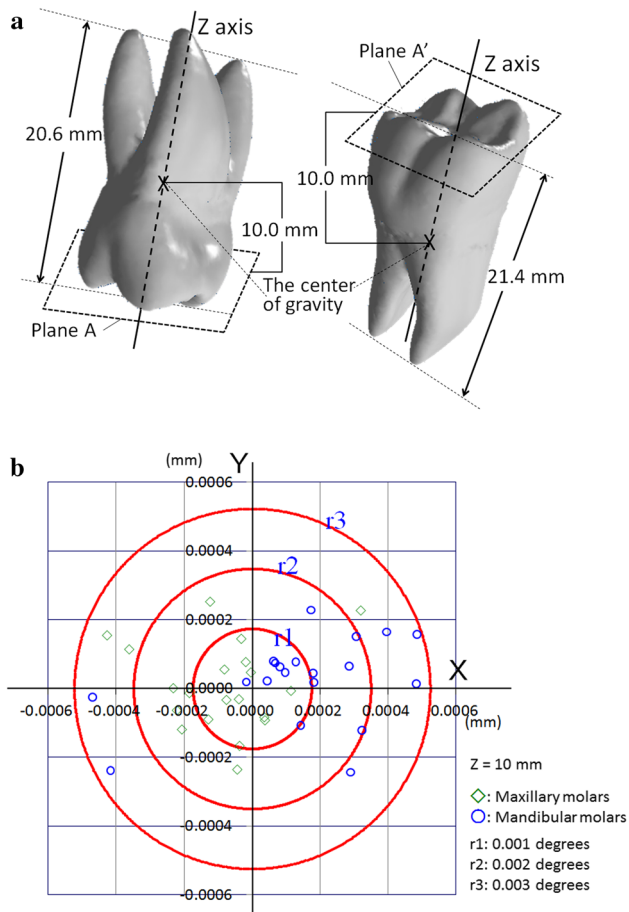 a
Z axis
Plane A’
Z axis
20.6 mm
10.0 mm
10.0 mm
The center
of gravity
21.4 mm
Plane A
b
(mm)
Y
0.0006
r3
0.0004
r2
0.0002
r1
X
0.0000
-0.0006 -0.0004 -0.0002 0.0000 0.0002 0.0004 0.0006
(mm)
-0.0002
-0.0004
-0.0006
Z = 10 mm
: Maxillary molars
: Mandibular molars
r1: 0.001 degrees
r2: 0.002 degrees
r3: 0.003 degrees